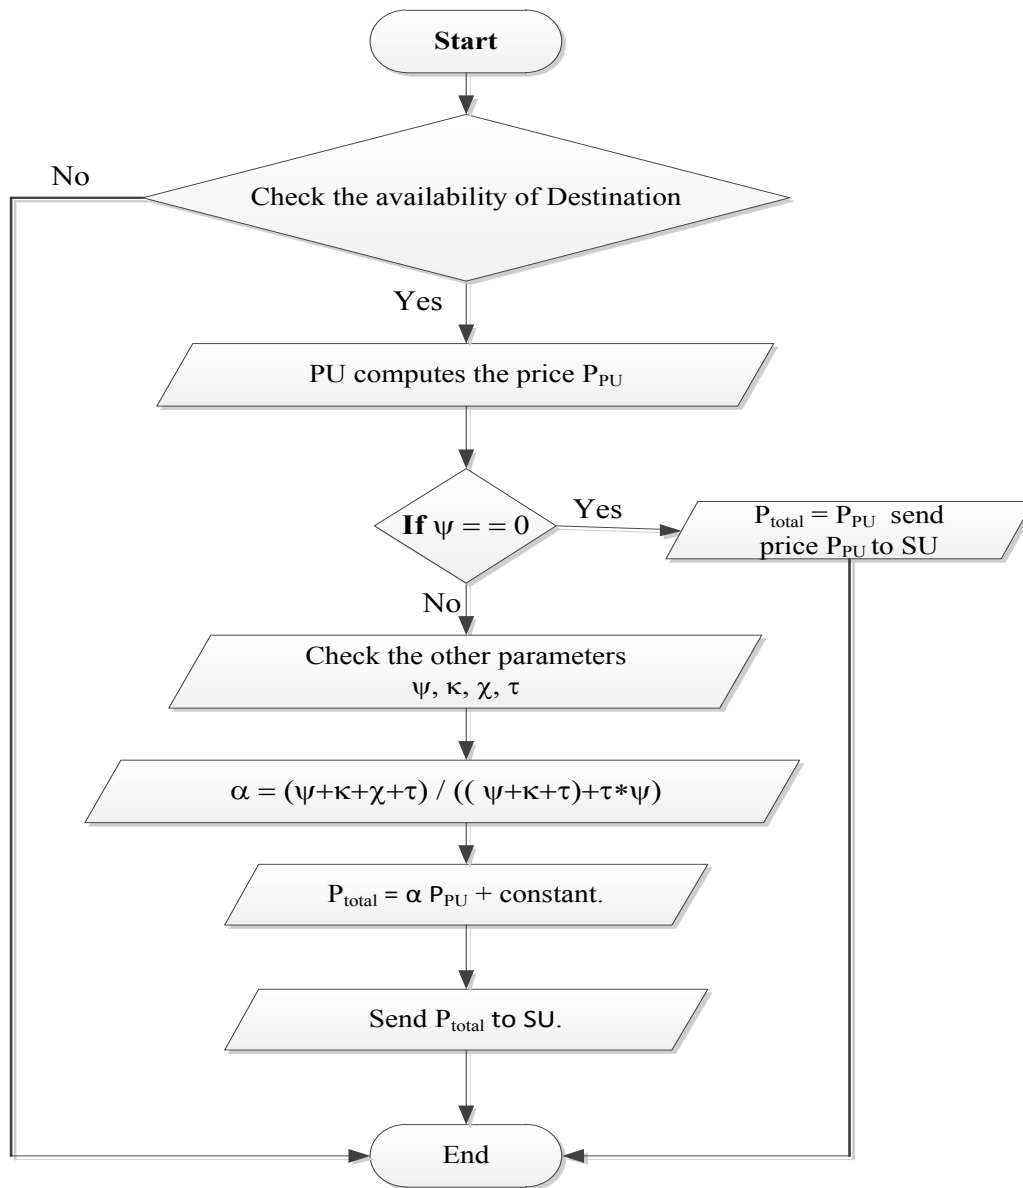 Start
No
Check the availability of Destination
Yes
PU computes the price P_PU
If ψ = = 0
Yes
P_total = P_PU send
price P_PU to SU
No
Check the other parameters
ψ, κ, χ, τ
α = (ψ+κ+χ+τ) / (( ψ+κ+τ)+τ*ψ)
P_total = α P_PU + constant.
Send P_total to SU.
End